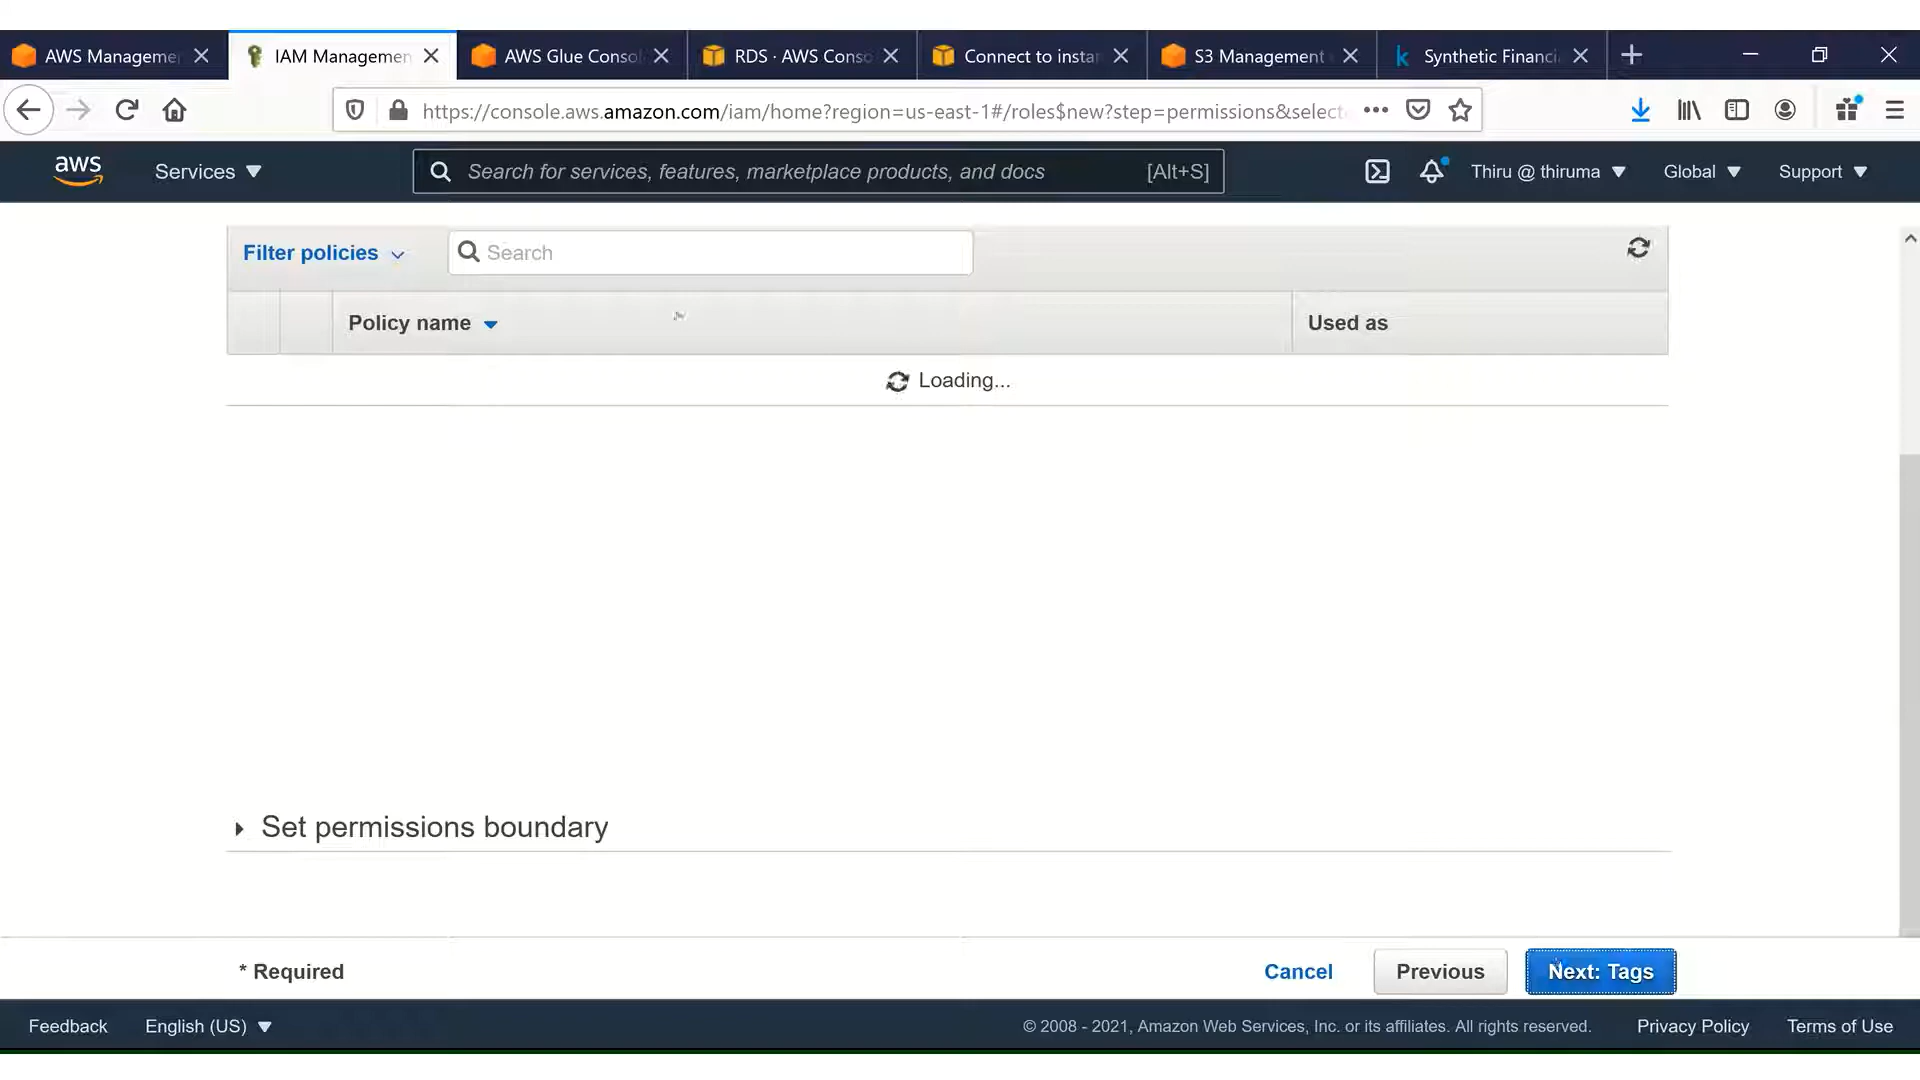 AWS Manageme
IAM Managemen
AWS Glue Consol
RDS · AWS Conso
Connect to instan
S3 Management
Synthetic Financi
https://console.aws.amazon.com/iam/home?region=us-east-1#/roles$new?step=permissions&select
aws
Services
Search for services, features, marketplace products, and docs
[Alt+S]
Thiru @ thiruma
Global
Support
Filter policies
Search
Policy name
Used as
Loading...
Set permissions boundary
* Required
Cancel
Previous
Next: Tags
Feedback
English (US)
© 2008 - 2021, Amazon Web Services, Inc. or its affiliates. All rights reserved.
Privacy Policy
Terms of Use